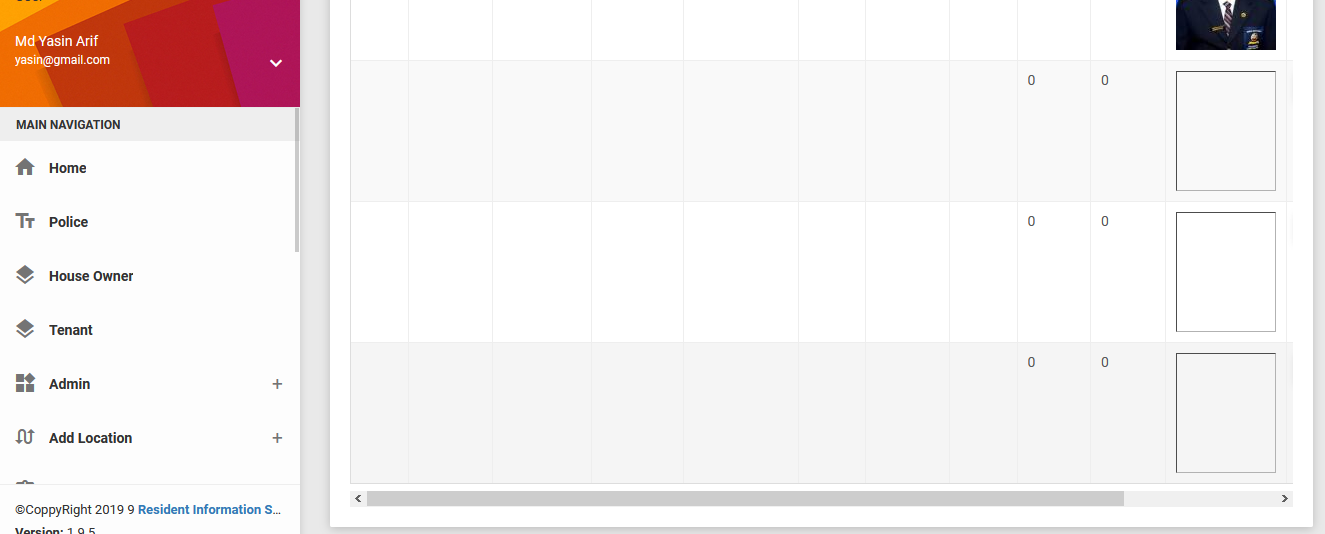 Md Yasin Arif
yasin@gmail.com
MAIN NAVIGATION
Home
Police
House Owner
Tenant
Admin
Add Location
©CoppyRight 2019 9 Resident Information S...
Version: 1.9.5
0 0
0 0
0 0